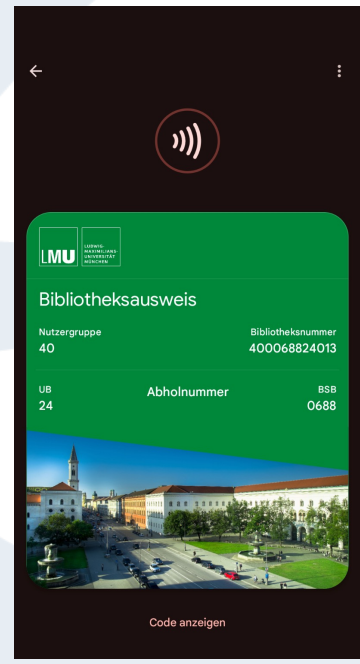 LMU
LUDWIG-
MAXIMILIANS-
UNIVERSITÄT
MÜNCHEN
Bibliotheksausweis
Nutzergruppe
Bibliotheksnummer
40
400068824013
UB
Abholnummer
BSB
24
0688
Code anzeigen